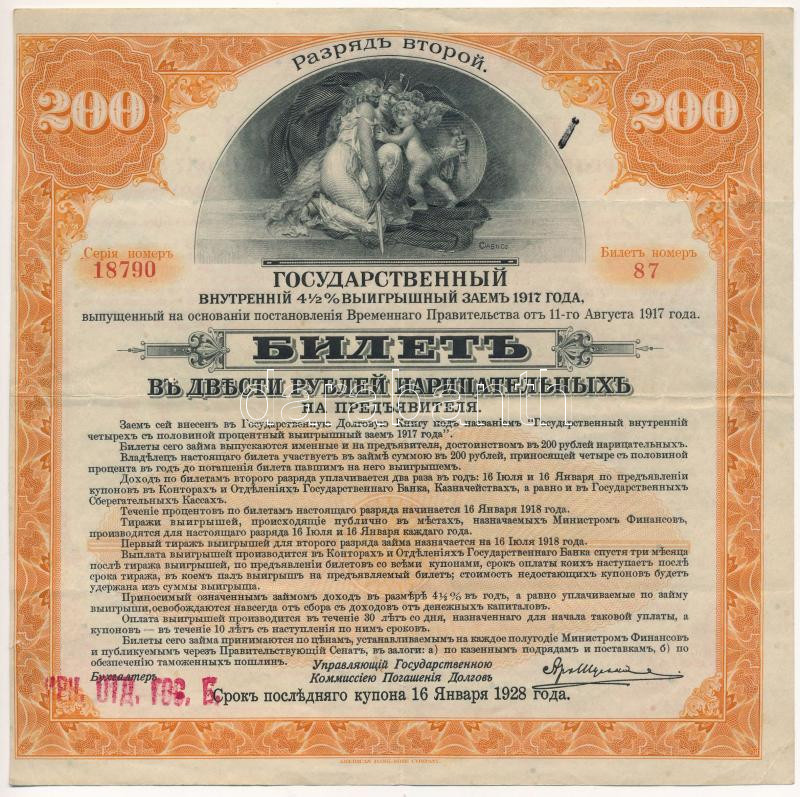 Разрядъ второй.
200 200
CABNCO
Серія номеръ
18790
Билетъ номеръ
87
ГОСУДАРСТВЕННЫЙ
ВНУТРЕННІЙ 4½% ВЫИГРЫШНЫЙ ЗАЕМЪ 1917 ГОДА,
выпущенный на основаніи постановленія Временнаго Правительства отъ 11-го Августа 1917 года.
БИЛЕТЪ
ВЪ ДВѢСТИ РУБЛЕЙ НАРИЦАТЕЛЬНЫХЪ
НА ПРЕДЪЯВИТЕЛЯ.
darabanth
Заемъ сей внесенъ въ Государственную Долговую Книгу подъ названіемъ "Государственный внутренній
четырехъ съ половиной процентный выигрышный заемъ 1917 года".
Билеты сего займа выпускаются именные и на предъявителя, достоинствомъ въ 200 рублей нарицательныхъ.
Владѣлецъ настоящаго билета участвуетъ въ займѣ суммою въ 200 рублей, приносящей четыре съ половиной
процента въ годъ до погашенія билета павшимъ на него выигрышемъ.
Доходъ по билетамъ второго разряда уплачивается два раза въ годъ: 16 Іюля и 16 Января по предъявленіи
купоновъ въ Конторахъ и Отдѣленіяхъ Государственнаго Банка, Казначействахъ, а равно и въ Государственныхъ
Сберегательныхъ Кассахъ.
Теченіе процентовъ по билетамъ настоящаго разряда начинается 16 Января 1918 года.
Тиражи выигрышей, происходящіе публично въ мѣстахъ, назначаемыхъ Министромъ Финансовъ,
производятся для настоящаго разряда 16 Іюля и 16 Января каждаго года.
Первый тиражъ выигрышей для второго разряда займа назначается на 16 Іюля 1918 года.
Выплата выигрышей производится въ Конторахъ и Отдѣленіяхъ Государственнаго Банка спустя три мѣсяца
послѣ тиража выигрышей, по предъявленіи билетовъ со всѣми купонами, срокъ оплаты коихъ наступаетъ послѣ
срока тиража, въ коемъ палъ выигрышъ на предъявляемый билетъ; стоимость недостающихъ купоновъ будетъ
удержана изъ суммы выигрыша.
Приносимый означеннымъ займомъ доходъ въ размѣрѣ 4½% въ годъ, а равно уплачиваемые по займу
выигрыши, освобождаются навсегда отъ сбора съ доходовъ отъ денежныхъ капиталовъ.
Оплата выигрышей производится въ теченіе 30 лѣтъ со дня, назначеннаго для начала таковой уплаты, а
купоновъ — въ теченіе 10 лѣтъ съ наступленія по нимъ сроковъ.
Билеты сего займа принимаются по цѣнамъ, устанавливаемымъ на каждое полугодіе Министромъ Финансовъ
и публикуемымъ черезъ Правительствующій Сенатъ, въ залоги: а) по казеннымъ подрядамъ и поставкамъ, б) по
обезпеченію таможенныхъ пошлинъ.
Управляющій Государственною
Коммиссіею Погашенія Долговъ
Бухгалтеръ
ОТД. ГОС. Б.
Срокъ послѣдняго купона 16 Января 1928 года.
AMERICAN BANK NOTE COMPANY.